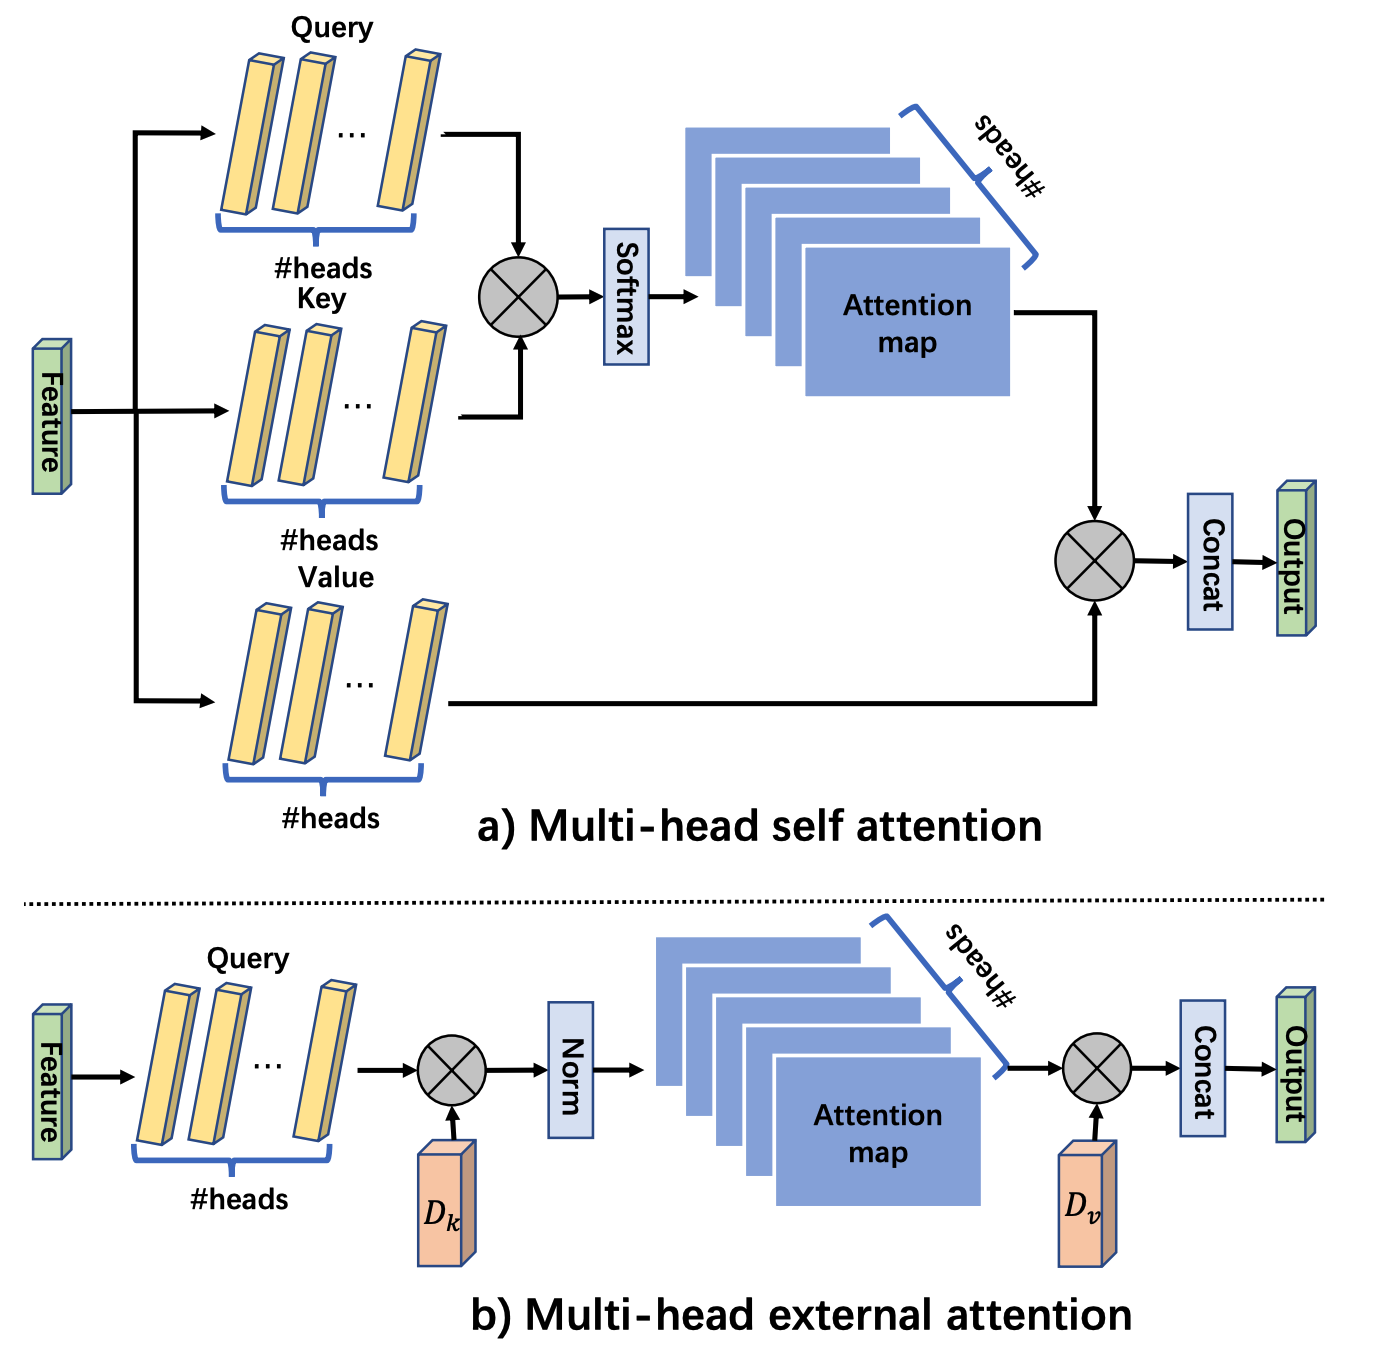 Query
...
#heads
Key
...
#heads
Value
...
#heads
Feature
Softmax
#heads
Attention
map
Concat
Output
a) Multi-head self attention
Query
...
#heads
Feature
D_k
Norm
#heads
Attention
map
D_v
Concat
Output
b) Multi-head external attention